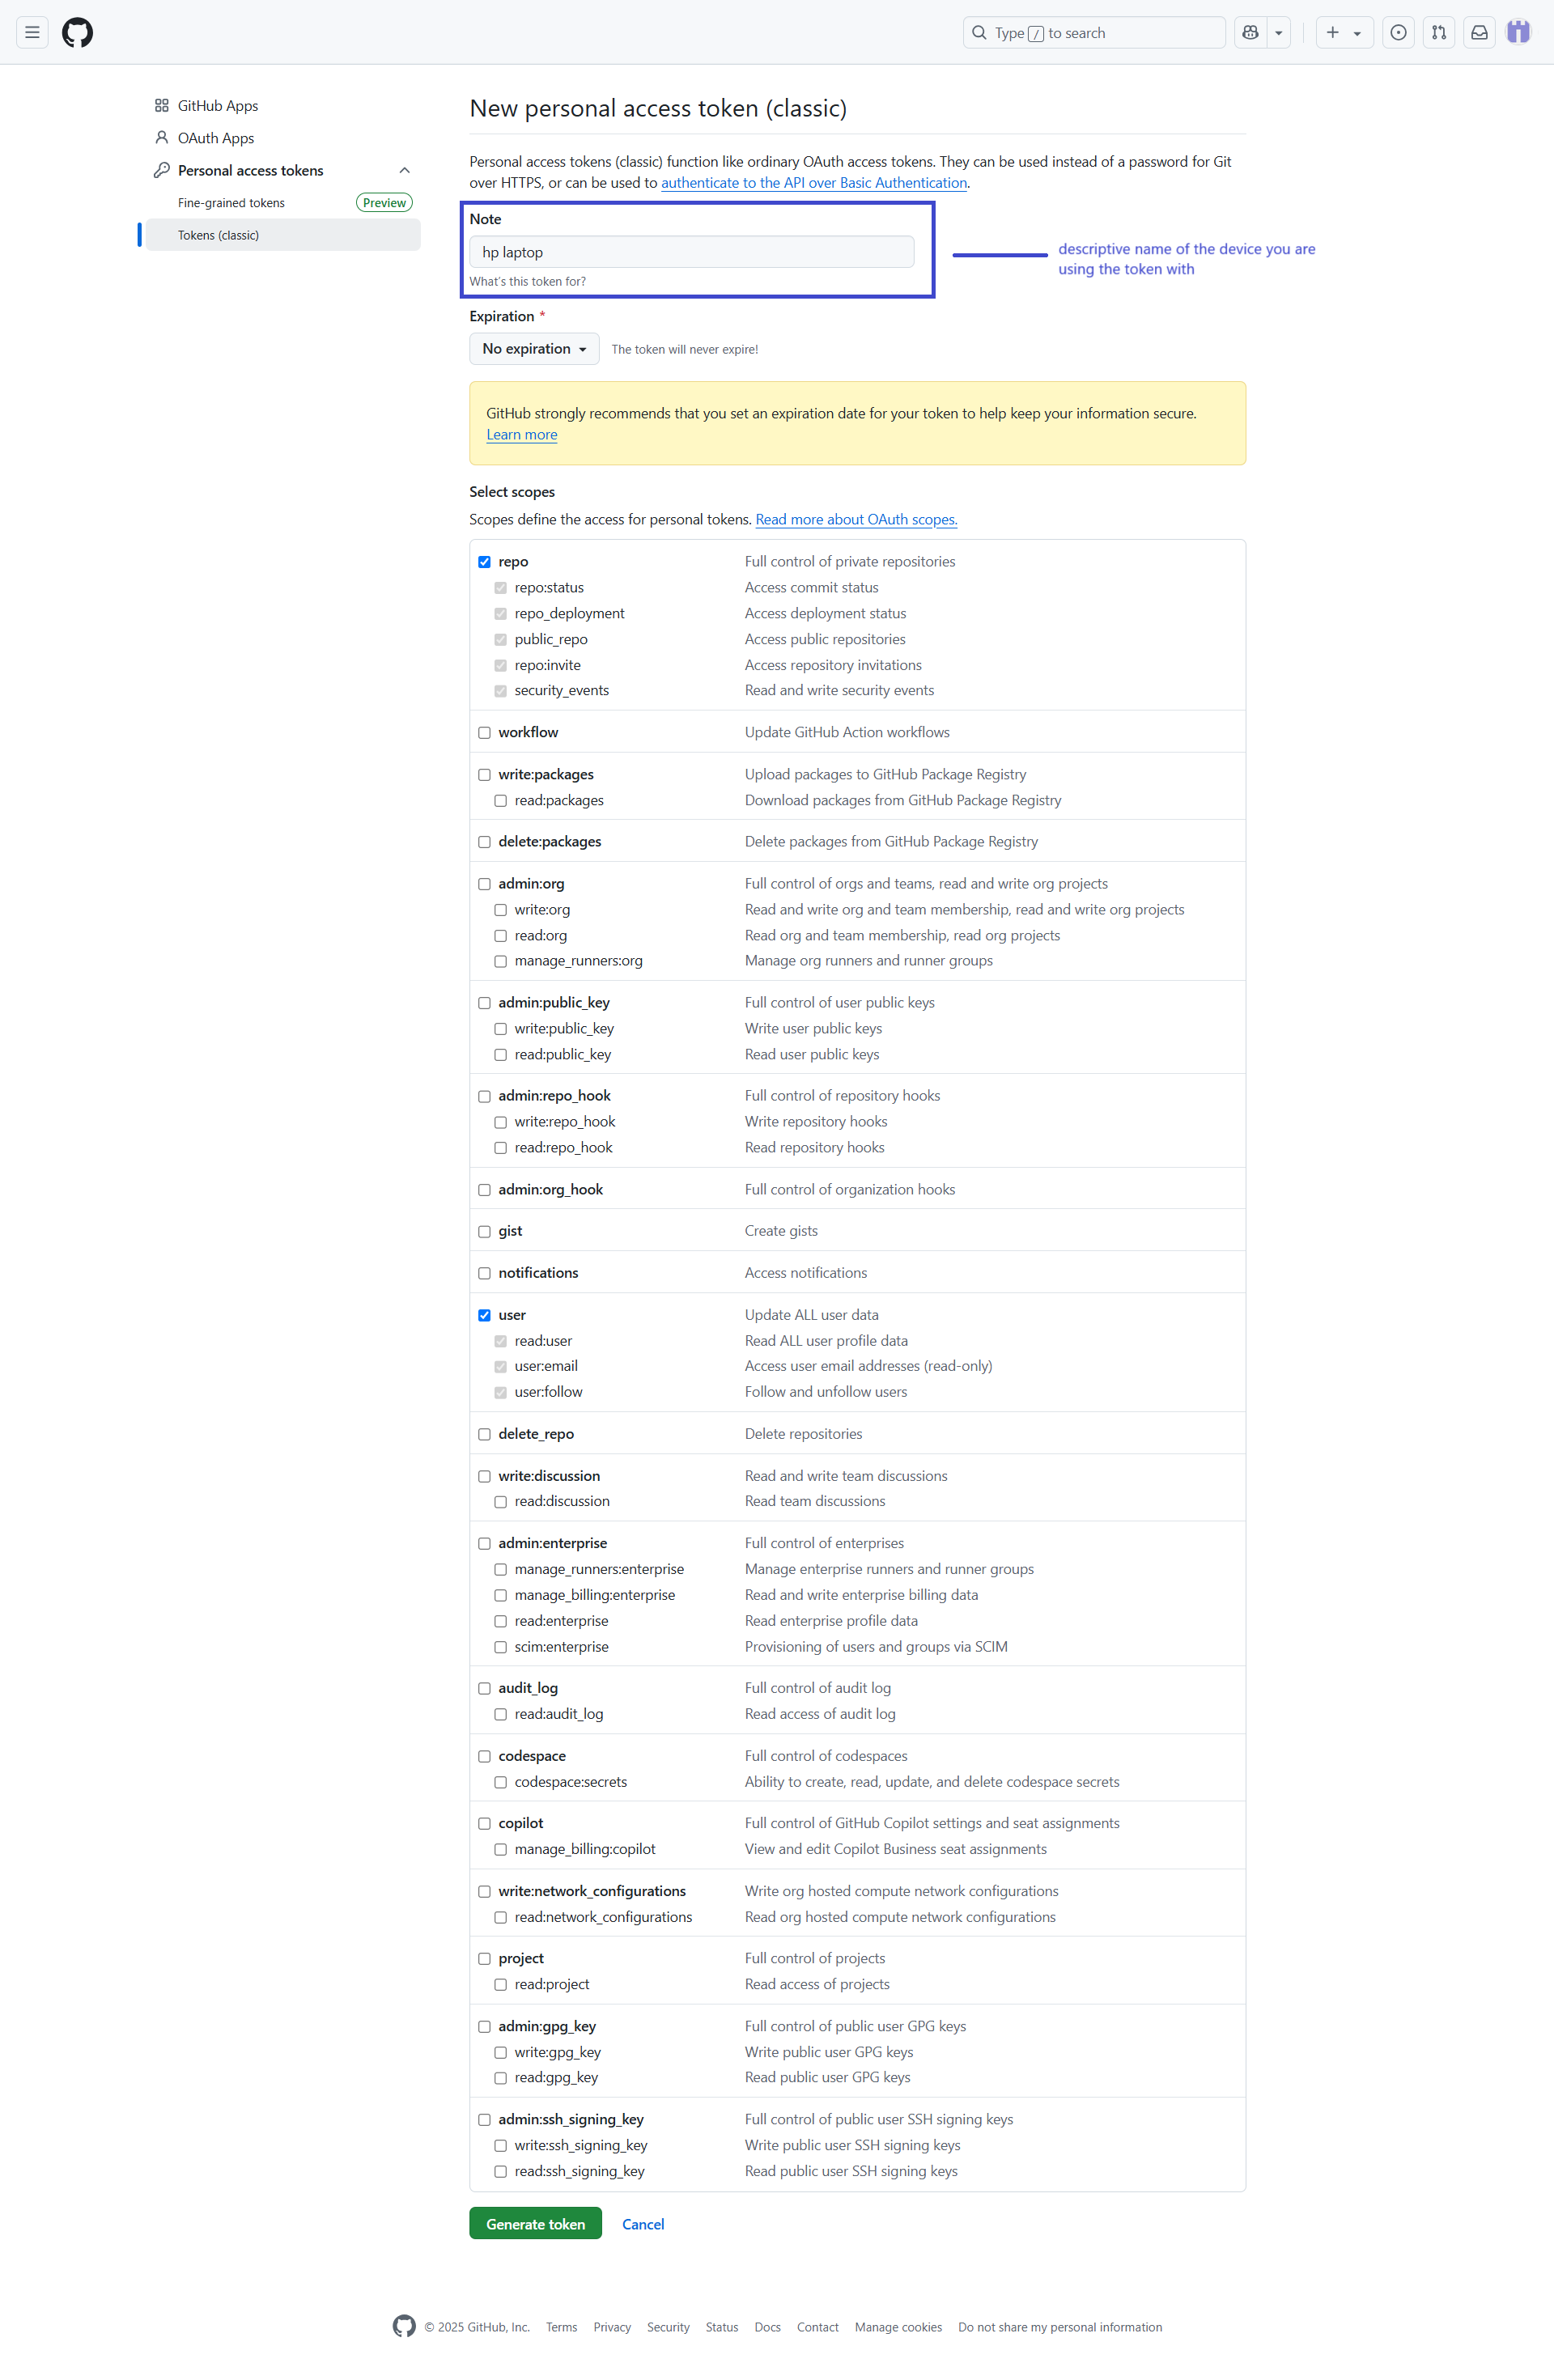 Type / to search
GitHub Apps
OAuth Apps
Personal access tokens
Fine-grained tokens Preview
Tokens (classic)
New personal access token (classic)
Personal access tokens (classic) function like ordinary OAuth access tokens. They can be used instead of a password for Git
over HTTPS, or can be used to authenticate to the API over Basic Authentication.
Note
hp laptop
What's this token for?
descriptive name of the device you are
using the token with
Expiration *
No expiration The token will never expire!
GitHub strongly recommends that you set an expiration date for your token to help keep your information secure.
Learn more
Select scopes
Scopes define the access for personal tokens. Read more about OAuth scopes.
repo Full control of private repositories
repo:status Access commit status
repo_deployment Access deployment status
public_repo Access public repositories
repo:invite Access repository invitations
security_events Read and write security events
workflow Update GitHub Action workflows
write:packages Upload packages to GitHub Package Registry
read:packages Download packages from GitHub Package Registry
delete:packages Delete packages from GitHub Package Registry
admin:org Full control of orgs and teams, read and write org projects
write:org Read and write org and team membership, read and write org projects
read:org Read org and team membership, read org projects
manage_runners:org Manage org runners and runner groups
admin:public_key Full control of user public keys
write:public_key Write user public keys
read:public_key Read user public keys
admin:repo_hook Full control of repository hooks
write:repo_hook Write repository hooks
read:repo_hook Read repository hooks
admin:org_hook Full control of organization hooks
gist Create gists
notifications Access notifications
user Update ALL user data
read:user Read ALL user profile data
user:email Access user email addresses (read-only)
user:follow Follow and unfollow users
delete_repo Delete repositories
write:discussion Read and write team discussions
read:discussion Read team discussions
admin:enterprise Full control of enterprises
manage_runners:enterprise Manage enterprise runners and runner groups
manage_billing:enterprise Read and write enterprise billing data
read:enterprise Read enterprise profile data
scim:enterprise Provisioning of users and groups via SCIM
audit_log Full control of audit log
read:audit_log Read access of audit log
codespace Full control of codespaces
codespace:secrets Ability to create, read, update, and delete codespace secrets
copilot Full control of GitHub Copilot settings and seat assignments
manage_billing:copilot View and edit Copilot Business seat assignments
write:network_configurations Write org hosted compute network configurations
read:network_configurations Read org hosted compute network configurations
project Full control of projects
read:project Read access of projects
admin:gpg_key Full control of public user GPG keys
write:gpg_key Write public user GPG keys
read:gpg_key Read public user GPG keys
admin:ssh_signing_key Full control of public user SSH signing keys
write:ssh_signing_key Write public user SSH signing keys
read:ssh_signing_key Read public user SSH signing keys
Generate token Cancel
© 2025 GitHub, Inc. Terms Privacy Security Status Docs Contact Manage cookies Do not share my personal information